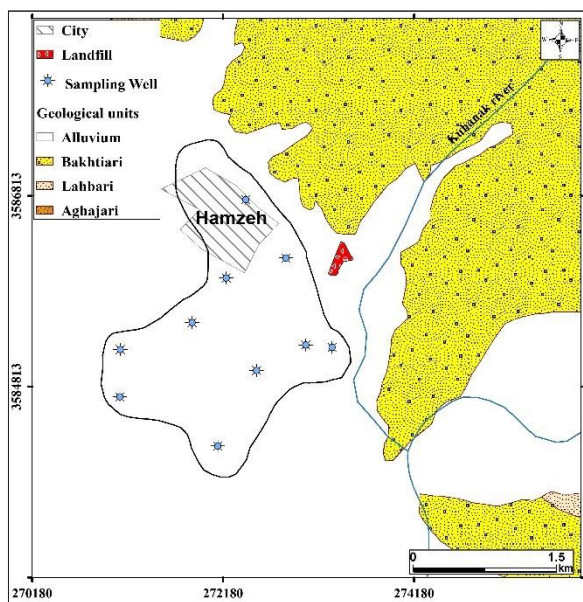 City
Landfill
Sampling Well
Geological units
Alluvium
Bakhtiari
Lahbari
Aghajari
N
Kuhanak river
Hamzeh
3586813
3584813
0 1.5
km
270180 272180 274180